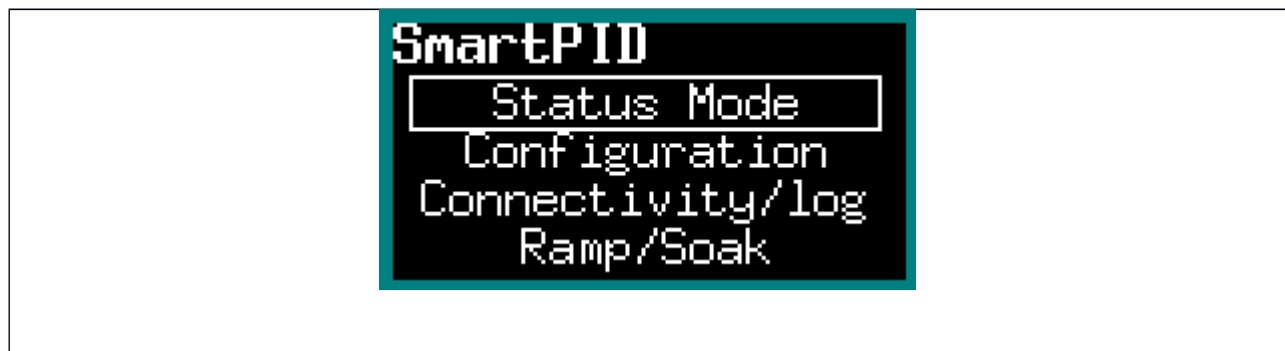 SmartPID
Status Mode
Configuration
Connectivity/log
Ramp/Soak